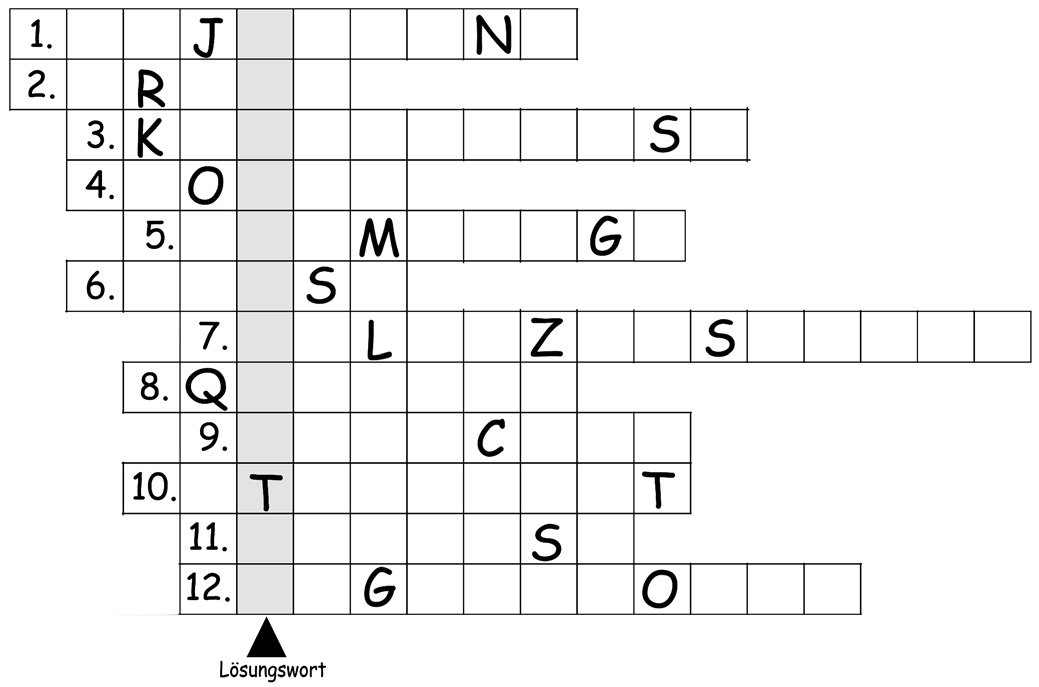 1. J N
2. R
3. K S
4. O
5. M G
6. S
7. L Z S
8. Q
9. C
10. T T
11. S
12. G O
Lösungswort